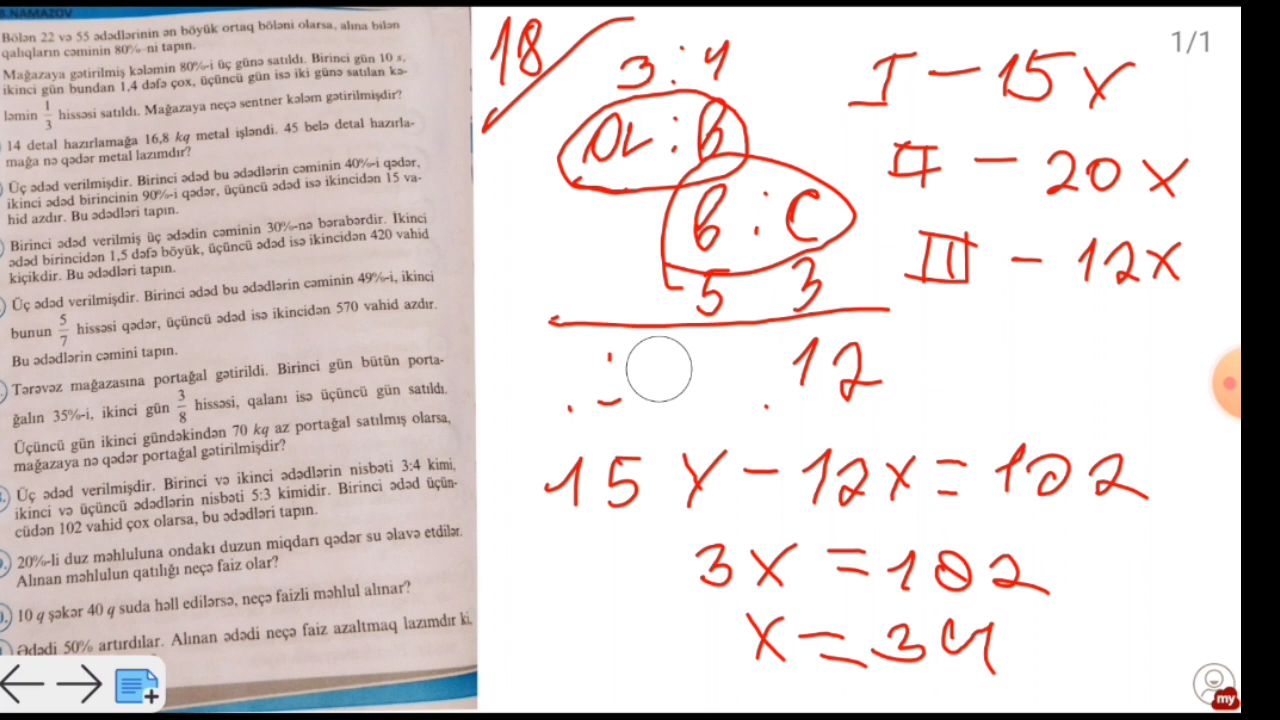 B.NAMAZOV
Bölən 22 və 55 ədədlərinin ən böyük ortaq böləni olarsa, alına bilən
qalıqların cəminin 80%-ni tapın.
Mağazaya gətirilmiş kələmin 80%-i üç günə satıldı. Birinci gün 10 s,
ikinci gün bundan 1,4 dəfə çox, üçüncü gün isə iki günə satılan kə-
ləmin 1/3 hissəsi satıldı. Mağazaya neçə sentner kələm gətirilmişdir?
14 detal hazırlamağa 16,8 kq metal işləndi. 45 belə detal hazırla-
mağa nə qədər metal lazımdır?
Üç ədəd verilmişdir. Birinci ədəd bu ədədlərin cəminin 40%-i qədər,
ikinci ədəd birincinin 90%-i qədər, üçüncü ədəd isə ikincidən 15 va-
hid azdır. Bu ədədləri tapın.
Birinci ədəd verilmiş üç ədədin cəminin 30%-nə bərabərdir. İkinci
ədəd birincidən 1,5 dəfə böyük, üçüncü ədəd isə ikincidən 420 vahid
kiçikdir. Bu ədədləri tapın.
Üç ədəd verilmişdir. Birinci ədəd bu ədədlərin cəminin 49%-i, ikinci
bunun 5/7 hissəsi qədər, üçüncü ədəd isə ikincidən 570 vahid azdır.
Bu ədədlərin cəmini tapın.
Tərəvəz mağazasına portağal gətirildi. Birinci gün bütün porta-
ğalın 35%-i, ikinci gün 3/8 hissəsi, qalanı isə üçüncü gün satıldı.
Üçüncü gün ikinci gündəkindən 70 kq az portağal satılmış olarsa,
mağazaya nə qədər portağal gətirilmişdir?
Üç ədəd verilmişdir. Birinci və ikinci ədədlərin nisbəti 3:4 kimi,
ikinci və üçüncü ədədlərin nisbəti 5:3 kimidir. Birinci ədəd üçün-
cüdən 102 vahid çox olarsa, bu ədədləri tapın.
20%-li duz məhluluna ondakı duzun miqdarı qədər su əlavə etdilər.
Alınan məhlulun qatılığı neçə faiz olar?
10 q şəkər 40 q suda həll edilərsə, neçə faizli məhlul alınar?
Ədədi 50% artırdılar. Alınan ədədi neçə faiz azaltmaq lazımdır ki,
18
3:4
a:B
B:C
5 3
12
I - 15x
II - 20x
III - 12x
15x - 12x = 102
3x = 102
x = 34
1/1
my